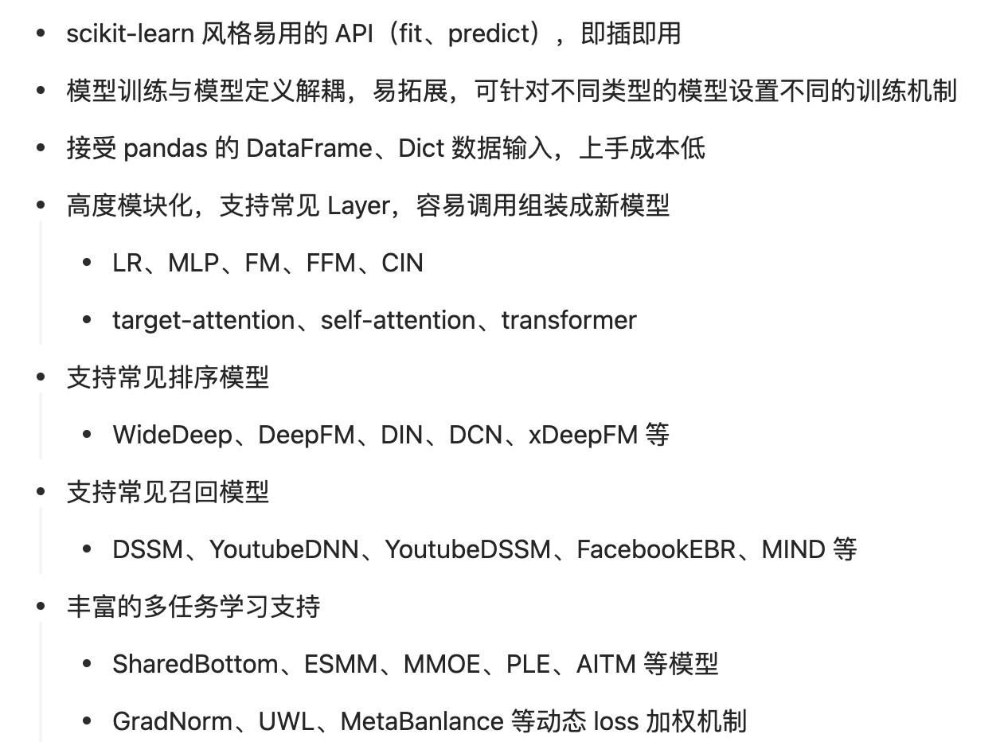 • scikit-learn 风格易用的 API（fit、predict），即插即用
• 模型训练与模型定义解耦，易拓展，可针对不同类型的模型设置不同的训练机制
• 接受 pandas 的 DataFrame、Dict 数据输入，上手成本低
• 高度模块化，支持常见 Layer，容易调用组装成新模型
• LR、MLP、FM、FFM、CIN
• target-attention、self-attention、transformer
• 支持常见排序模型
• WideDeep、DeepFM、DIN、DCN、xDeepFM 等
• 支持常见召回模型
• DSSM、YoutubeDNN、YoutubeDSSM、FacebookEBR、MIND 等
• 丰富的多任务学习支持
• SharedBottom、ESMM、MMOE、PLE、AITM 等模型
• GradNorm、UWL、MetaBanlance 等动态 loss 加权机制